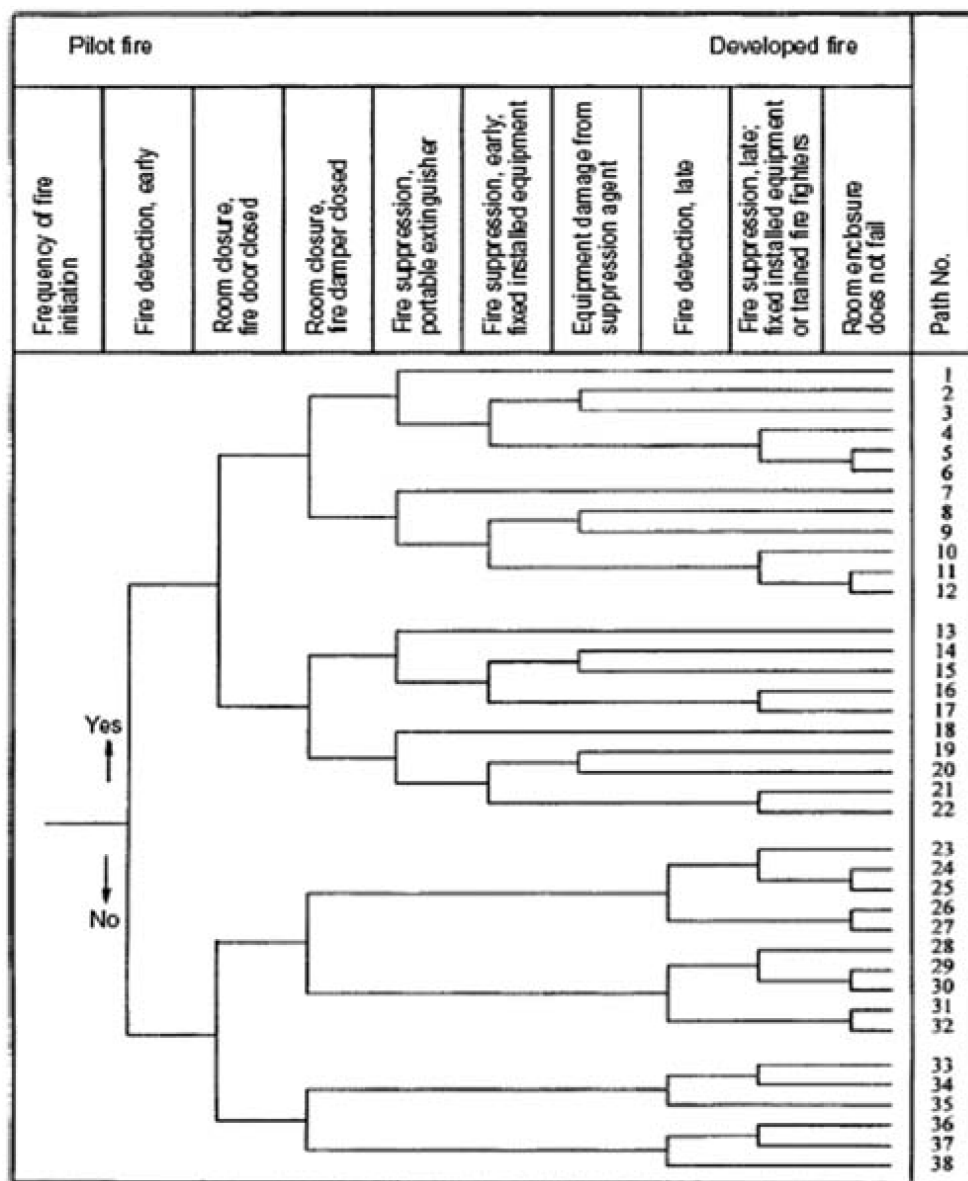 Pilot fire
Developed fire
Frequency of fire
initiation
Fire detection, early
Room closure,
fire door closed
Room closure,
fire damper closed
Fire suppression,
portable extinguisher
Fire suppression, early;
fixed installed equipment
Equipment damage from
suppression agent
Fire detection, late
Fire suppression, late;
fixed installed equipment
or trained fire fighters
Room enclosure
does not fail
Path No.
1
2
3
4
5
6
7
8
9
10
11
12
13
14
15
16
17
Yes
18
19
20
21
22
23
24
25
No
26
27
28
29
30
31
32
33
34
35
36
37
38